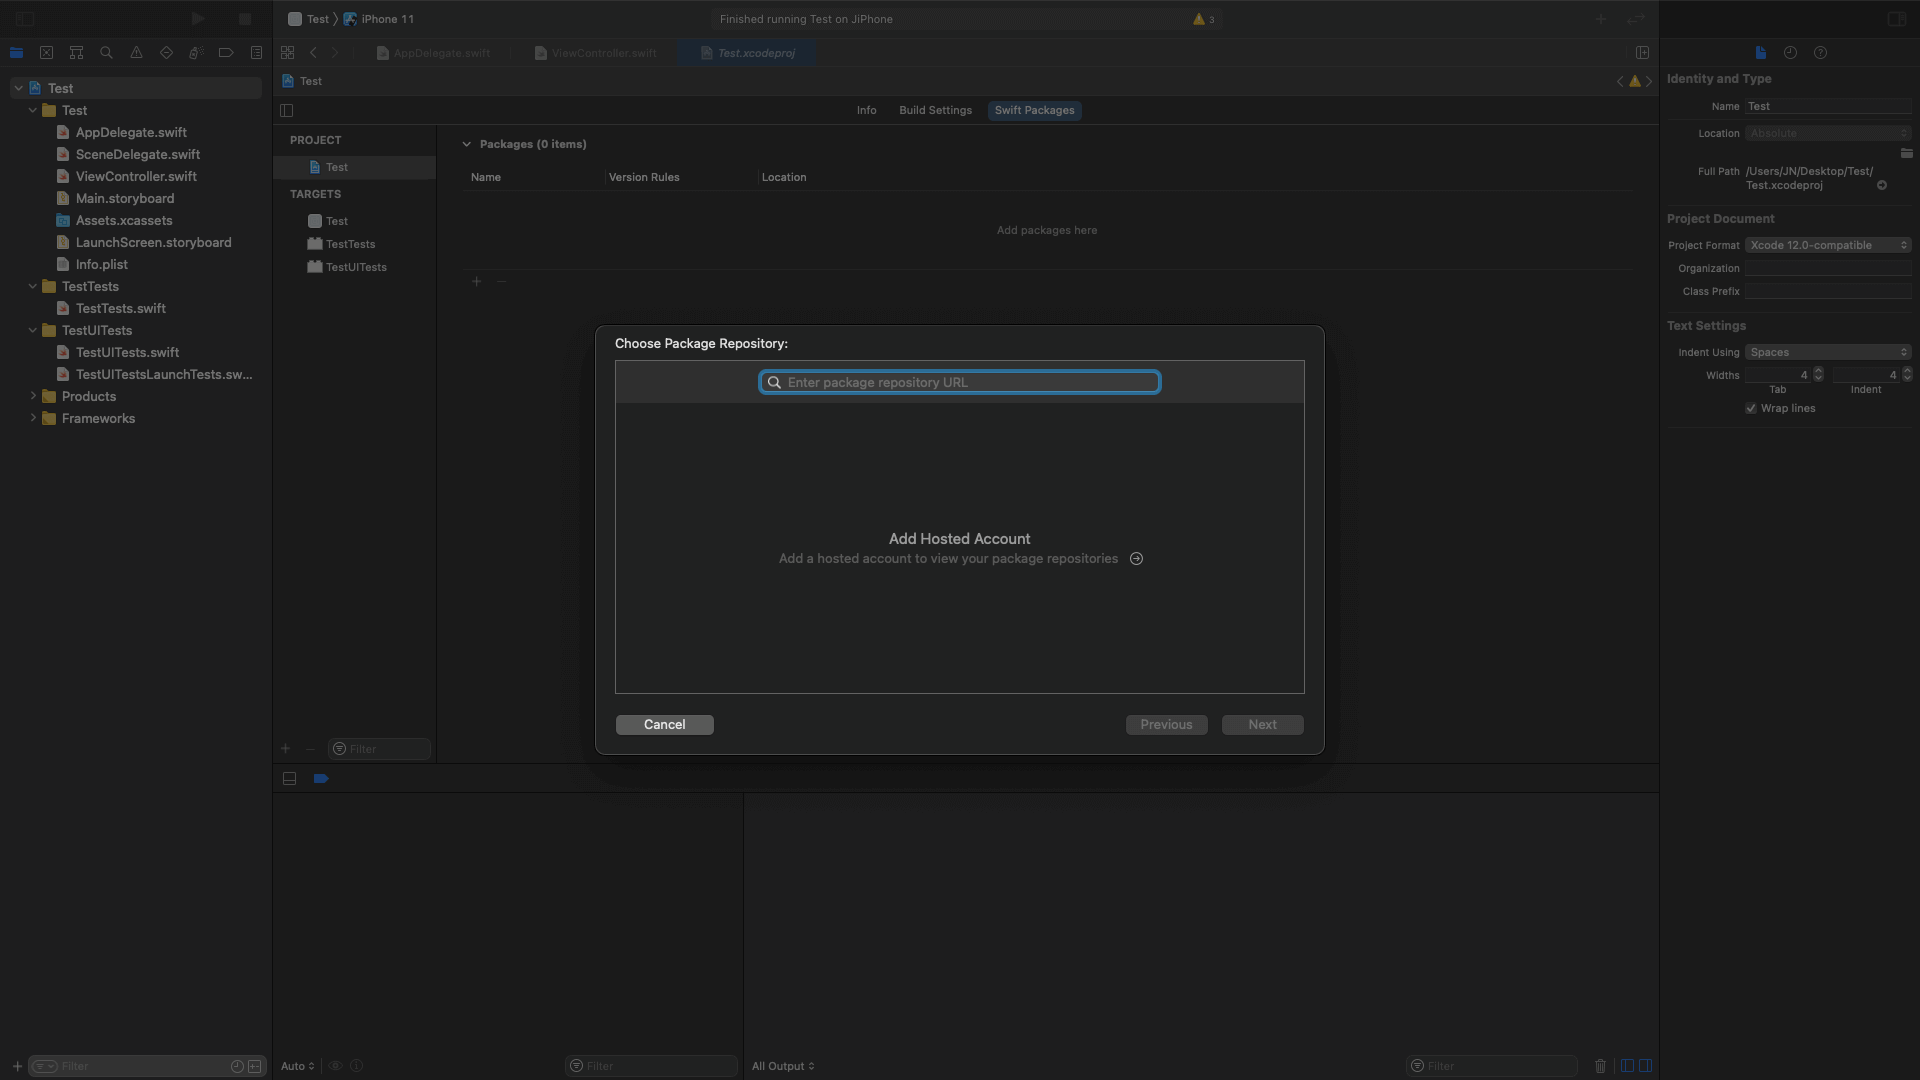 Test
iPhone 11
Finished running Test on JiPhone
3
AppDelegate.swift
ViewController.swift
Test.xcodeproj
Test
Info
Build Settings
Swift Packages
Test
Test
AppDelegate.swift
SceneDelegate.swift
ViewController.swift
Main.storyboard
Assets.xcassets
LaunchScreen.storyboard
Info.plist
TestTests
TestTests.swift
TestUITests
TestUITests.swift
TestUITestsLaunchTests.sw...
Products
Frameworks
Filter
PROJECT
Test
TARGETS
Test
TestTests
TestUITests
Filter
Packages (0 items)
Name
Version Rules
Location
Add packages here
Choose Package Repository:
Enter package repository URL
Add Hosted Account
Add a hosted account to view your package repositories
Cancel
Previous
Next
Auto
Filter
All Output
Filter
Identity and Type
Name Test
Location Absolute
Full Path /Users/JN/Desktop/Test/
Test.xcodeproj
Project Document
Project Format Xcode 12.0-compatible
Organization
Class Prefix
Text Settings
Indent Using Spaces
Widths 4 4
Tab Indent
Wrap lines